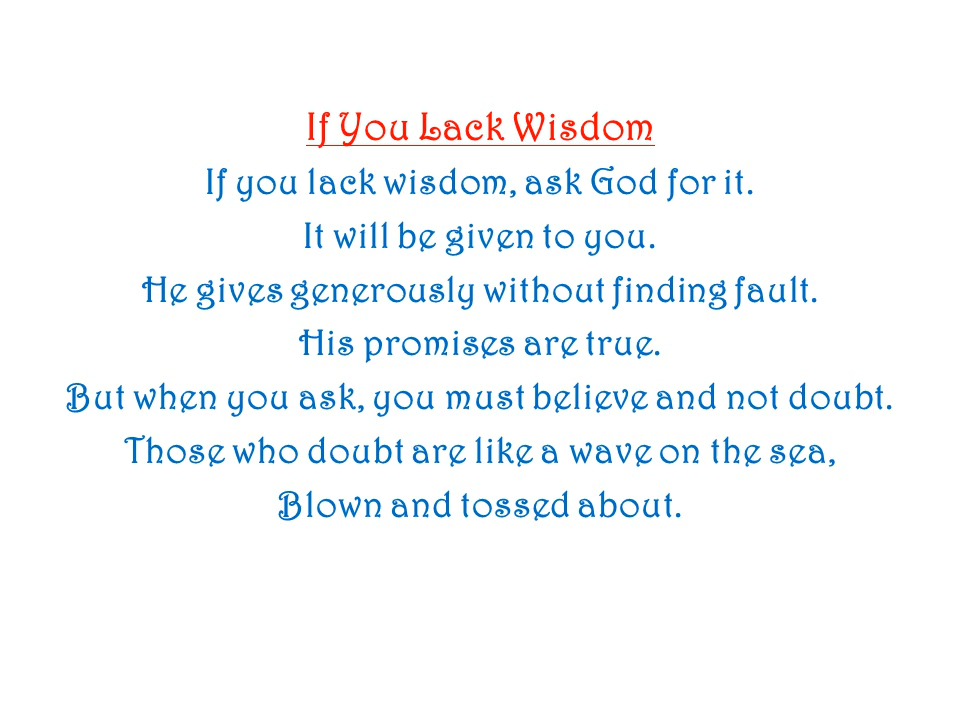 If You Lack Wisdom
If you lack wisdom, ask God for it.
It will be given to you.
He gives generously without finding fault.
His promises are true.
But when you ask, you must believe and not doubt.
Those who doubt are like a wave on the sea,
Blown and tossed about.